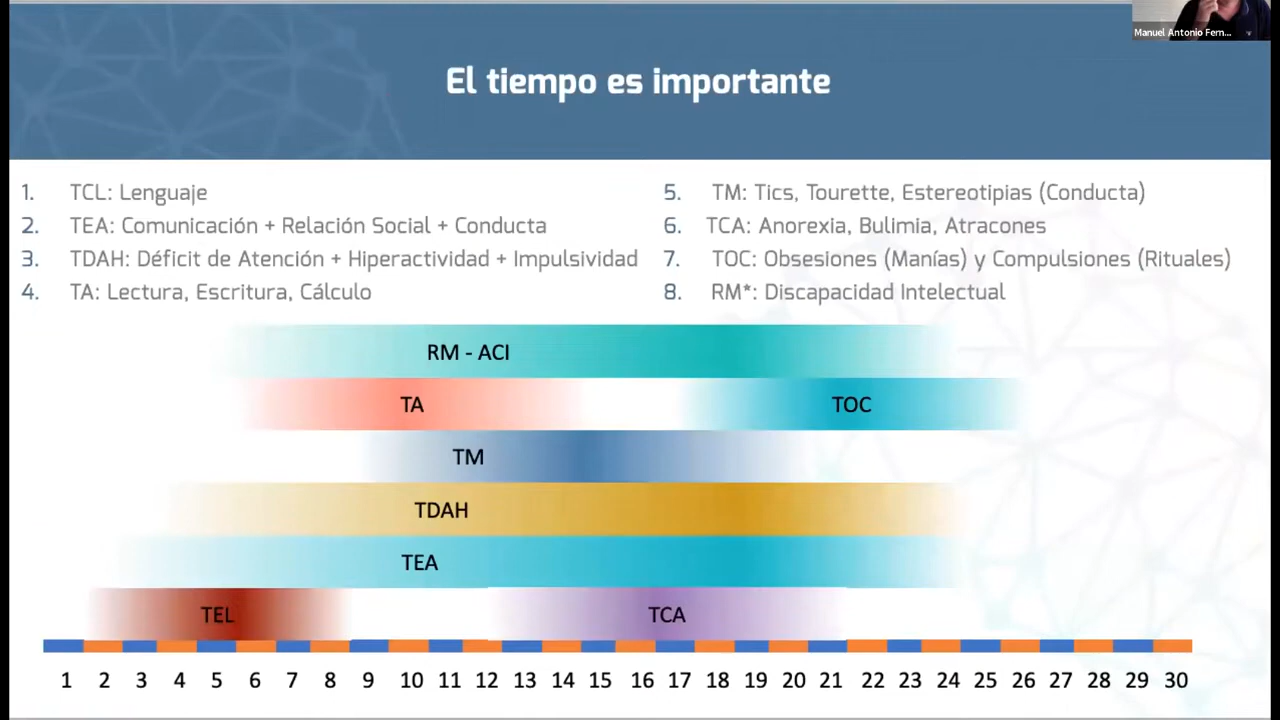 Manuel Antonio Fern...
El tiempo es importante
1. TCL: Lenguaje
2. TEA: Comunicación + Relación Social + Conducta
3. TDAH: Déficit de Atención + Hiperactividad + Impulsividad
4. TA: Lectura, Escritura, Cálculo
5. TM: Tics, Tourette, Estereotipias (Conducta)
6. TCA: Anorexia, Bulimia, Atracones
7. TOC: Obsesiones (Manías) y Compulsiones (Rituales)
8. RM*: Discapacidad Intelectual
RM - ACI
TA TOC
TM
TDAH
TEA
TEL TCA
1 2 3 4 5 6 7 8 9 10 11 12 13 14 15 16 17 18 19 20 21 22 23 24 25 26 27 28 29 30